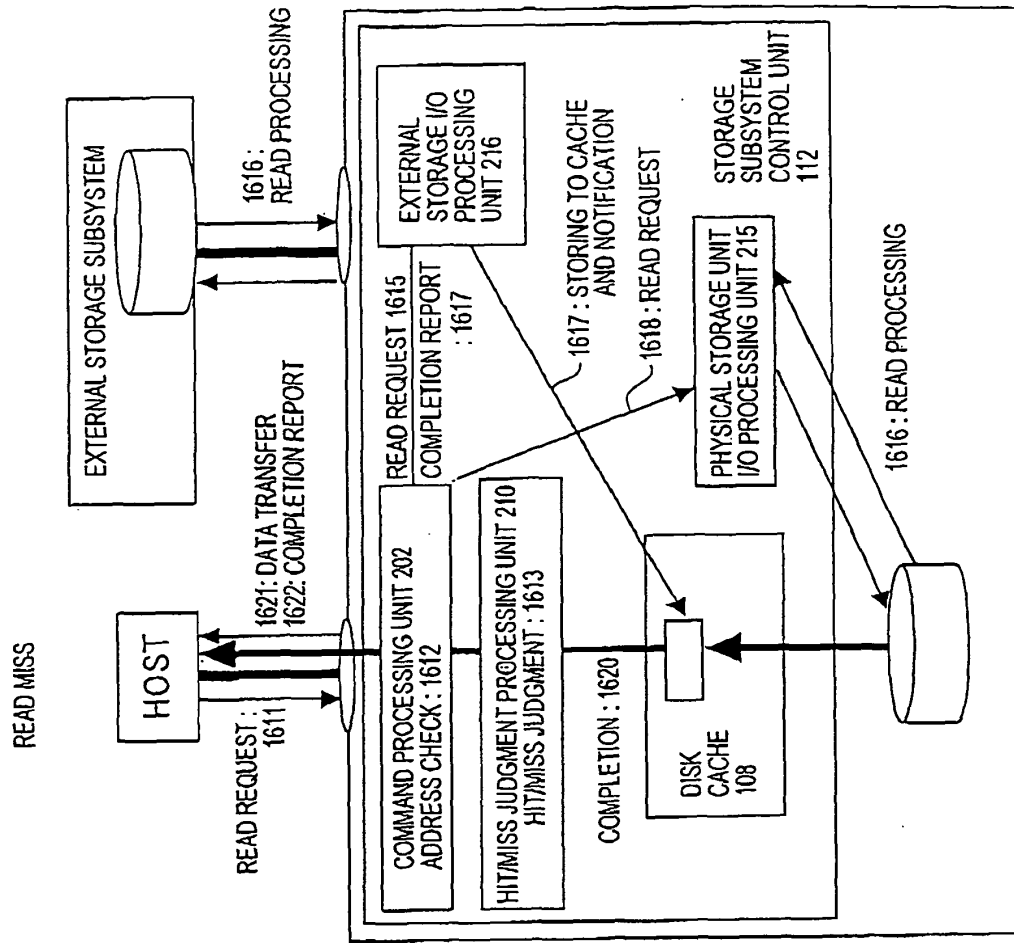 READ MISS
HOST
READ REQUEST :
1611
1621: DATA TRANSFER
1622: COMPLETION REPORT
EXTERNAL STORAGE SUBSYSTEM
1616 :
READ PROCESSING
COMMAND PROCESSING UNIT 202
ADDRESS CHECK : 1612
READ REQUEST 1615
COMPLETION REPORT
: 1617
EXTERNAL
STORAGE I/O
PROCESSING
UNIT 216
HIT/MISS JUDGMENT PROCESSING UNIT 210
HIT/MISS JUDGMENT : 1613
1617 : STORING TO CACHE
AND NOTIFICATION
1618 : READ REQUEST
COMPLETION : 1620
DISK
CACHE
108
PHYSICAL STORAGE UNIT
I/O PROCESSING UNIT 215
STORAGE
SUBSYSTEM
CONTROL UNIT
112
1616 : READ PROCESSING